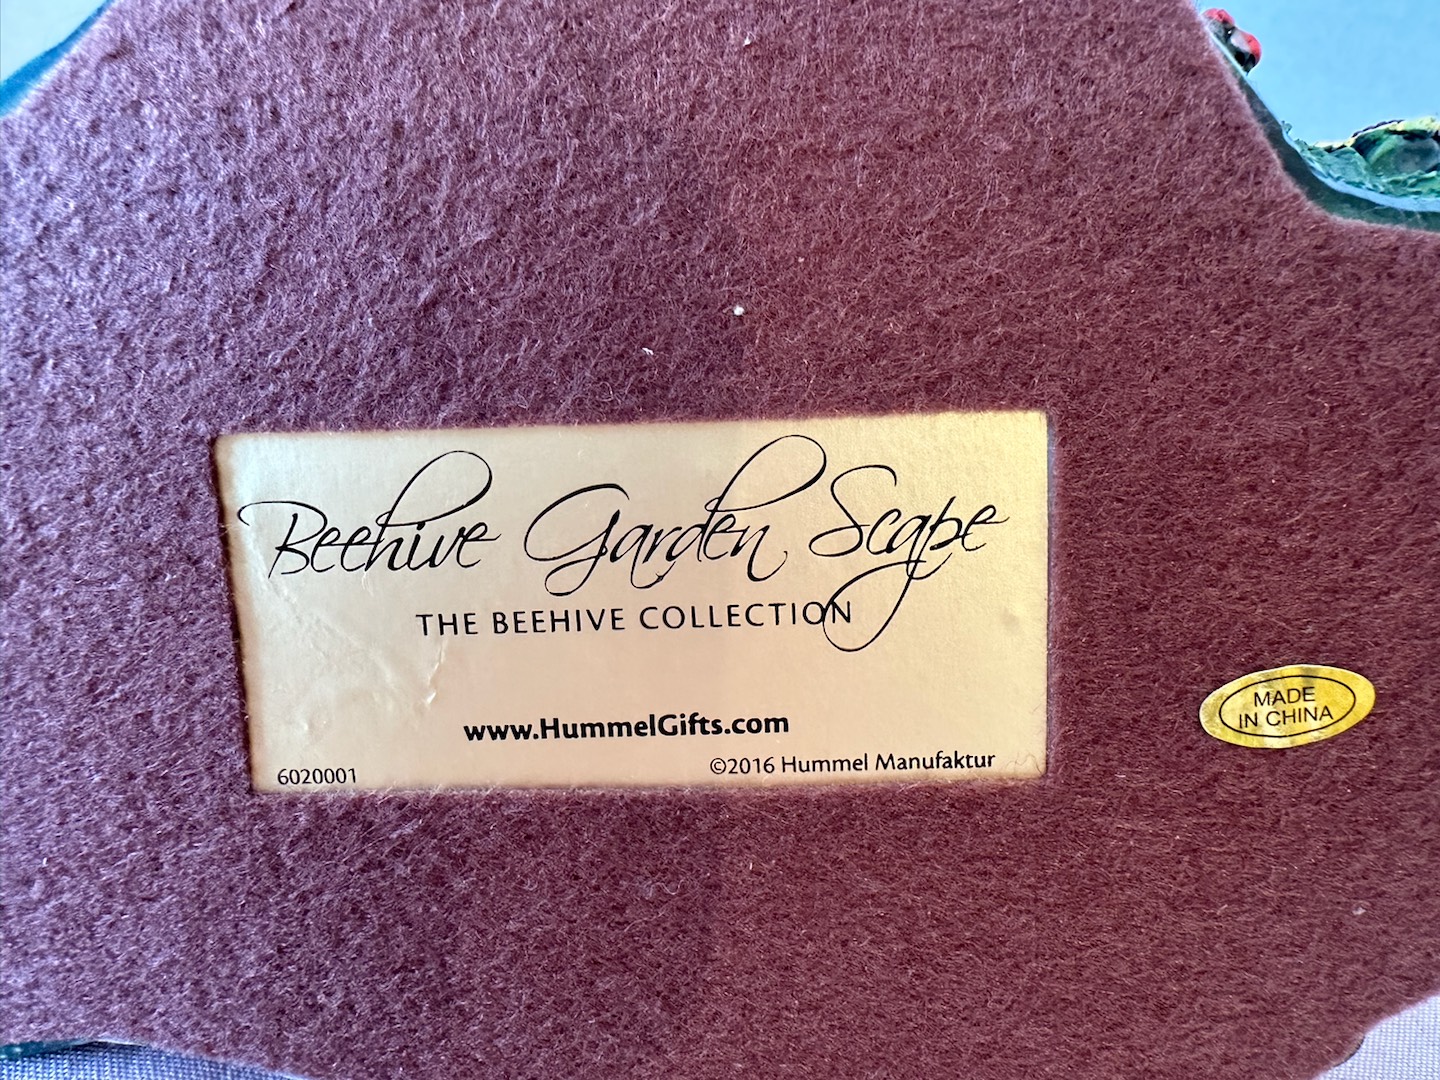 Beehive Garden Scape
THE BEEHIVE COLLECTION
www.HummelGifts.com
6020001
©2016 Hummel Manufaktur
MADE
IN CHINA